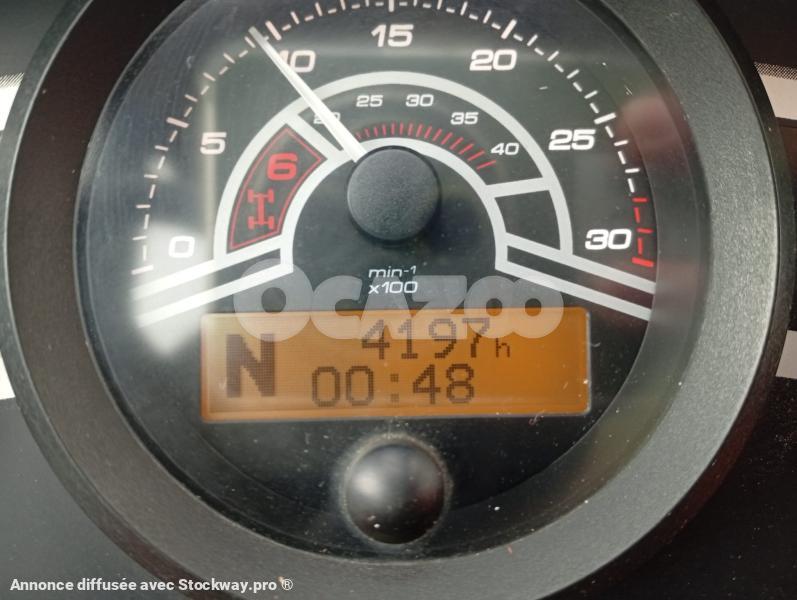 0 5 10 15 20 25 30
20 25 30 35 40
6
min-1
x100
OCAZOO
N 4197 h
00:48
Annonce diffusée avec Stockway.pro ®